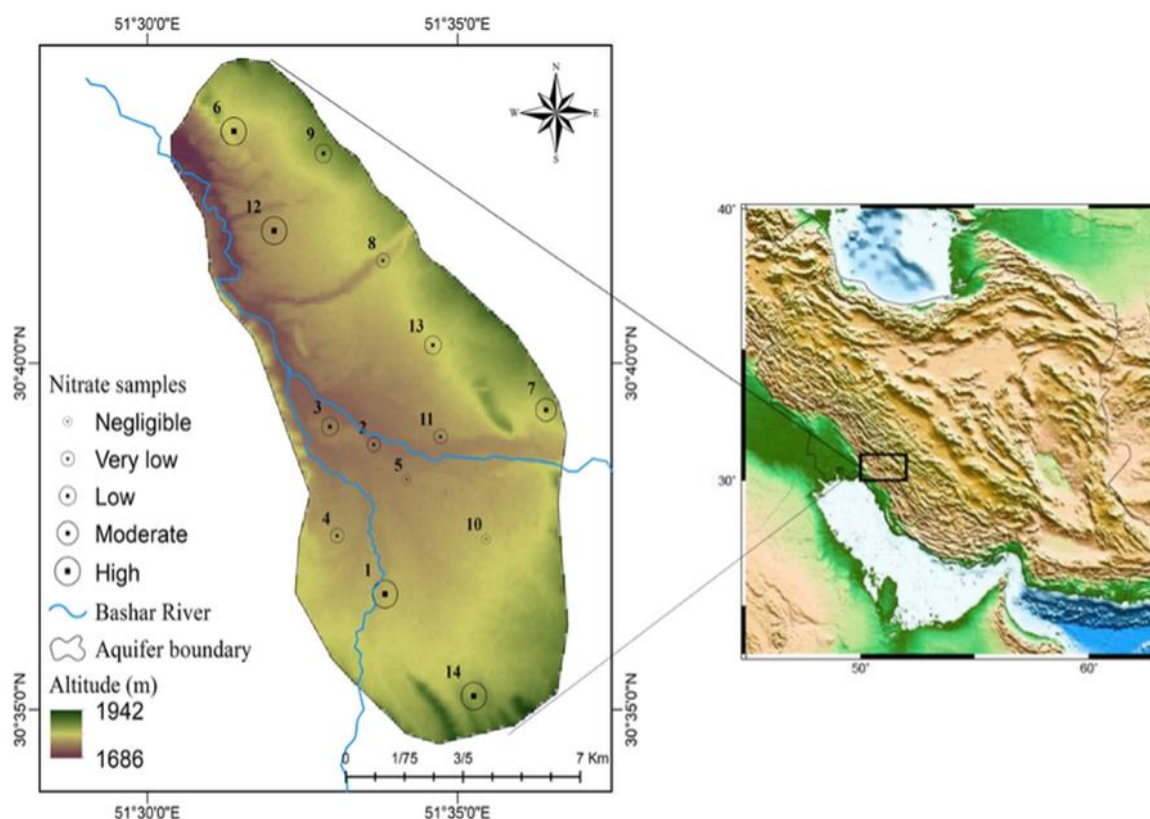 51°30'0"E 51°35'0"E
N
W E
S
6
9
12
8
13
30°40'0"N 30°40'0"N
7
3
2
11
5
4
10
1
14
30°35'0"N 30°35'0"N
Nitrate samples
Negligible
Very low
Low
Moderate
High
Bashar River
Aquifer boundary
Altitude (m)
1942
1686
0 1/75 3/5 7 Km
51°30'0"E 51°35'0"E
40°
30°
50° 60°